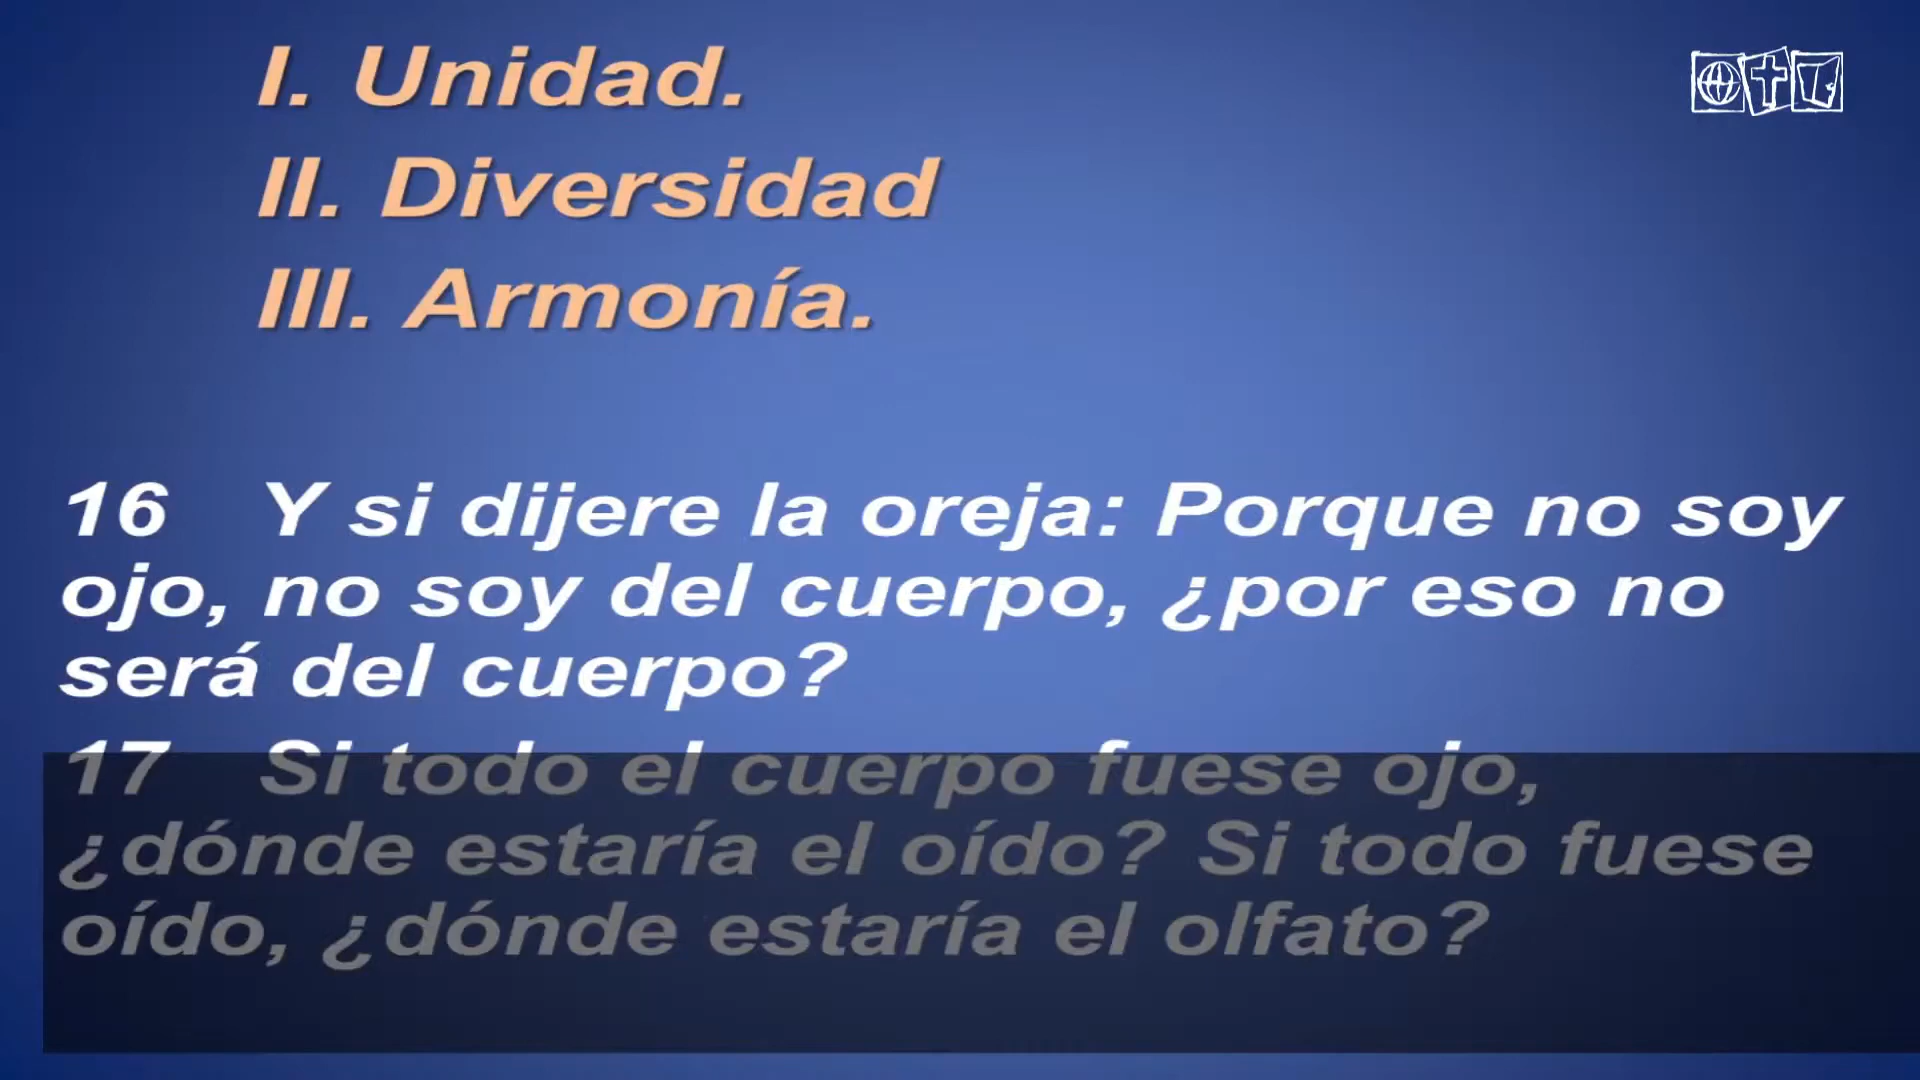 I. Unidad.
II. Diversidad
III. Armonía.
16 Y si dijere la oreja: Porque no soy
ojo, no soy del cuerpo, ¿por eso no
será del cuerpo?
17 Si todo el cuerpo fuese ojo,
¿dónde estaría el oído? Si todo fuese
oído, ¿dónde estaría el olfato?